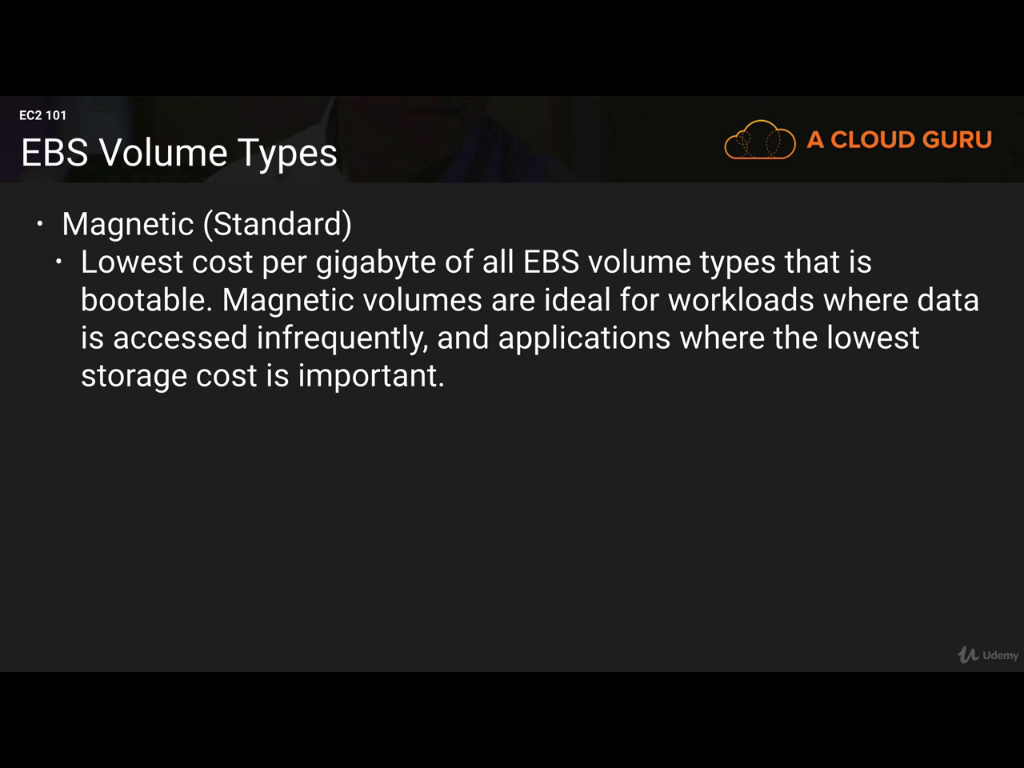 EC2 101
EBS Volume Types
A CLOUD GURU
• Magnetic (Standard)
• Lowest cost per gigabyte of all EBS volume types that is
bootable. Magnetic volumes are ideal for workloads where data
is accessed infrequently, and applications where the lowest
storage cost is important.
Udemy